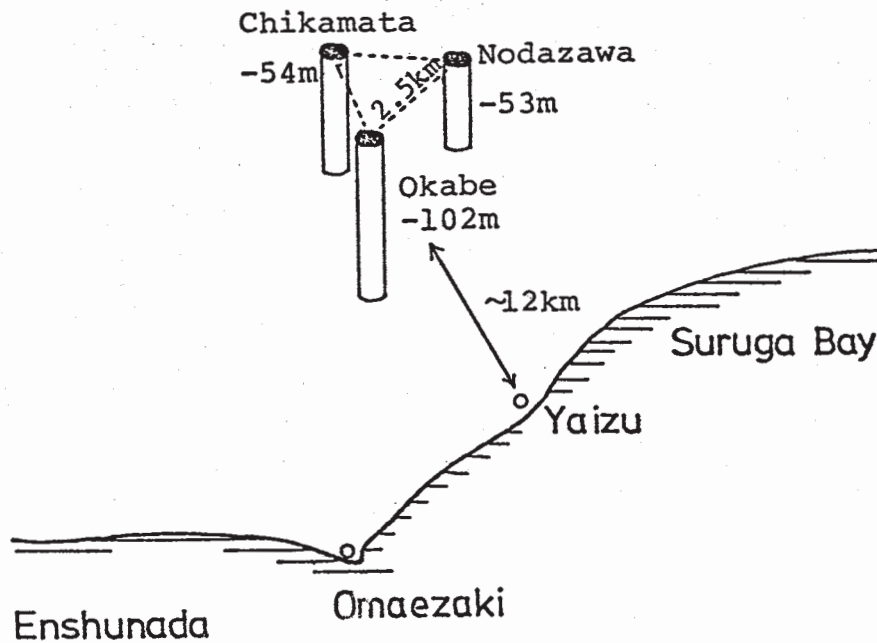 Chikamata
-54m
Nodazawa
-53m
2.5km
Okabe
-102m
~12km
Suruga Bay
Yaizu
Omaezaki
Enshunada